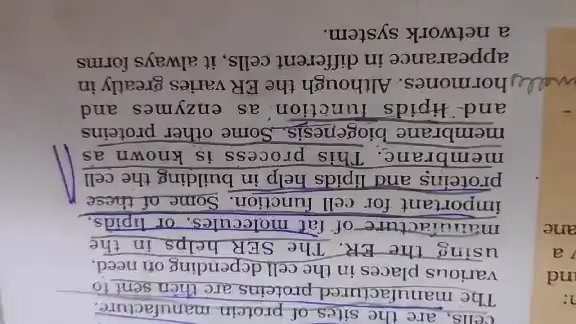 cells, are the sites of protein manufacture.
The manufactured proteins are then sent to
various places in the cell depending on need,
using the ER. The SER helps in the
manufacture of fat molecules, or lipids,
important for cell function. Some of these
proteins and lipids help in building the cell
membrane. This process is known as
membrane biogenesis. Some other proteins
and lipids function as enzymes and
hormones. Although the ER varies greatly in
appearance in different cells, it always forms
a network system.